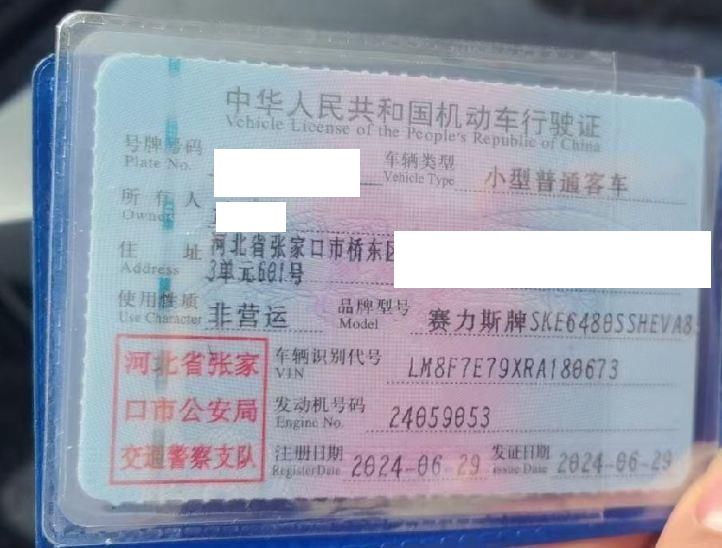 中华人民共和国机动车行驶证
Vehicle License of the People's Republic of China
号牌号码 车辆类型 小型普通客车
Plate No. Vehicle Type
所有人
Owner
住址 河北省张家口市桥东区
Address 3单元601号
使用性质 非营运 品牌型号 赛力斯牌SKE6480SSHEVA8
Use Character Model
河北省张家 车辆识别代号 LM8F7E79XRA180673
VIN
口市公安局 发动机号码 24059053
Engine No.
交通警察支队 注册日期 2024-06-29 发证日期 2024-06-29
Register Date Issue Date